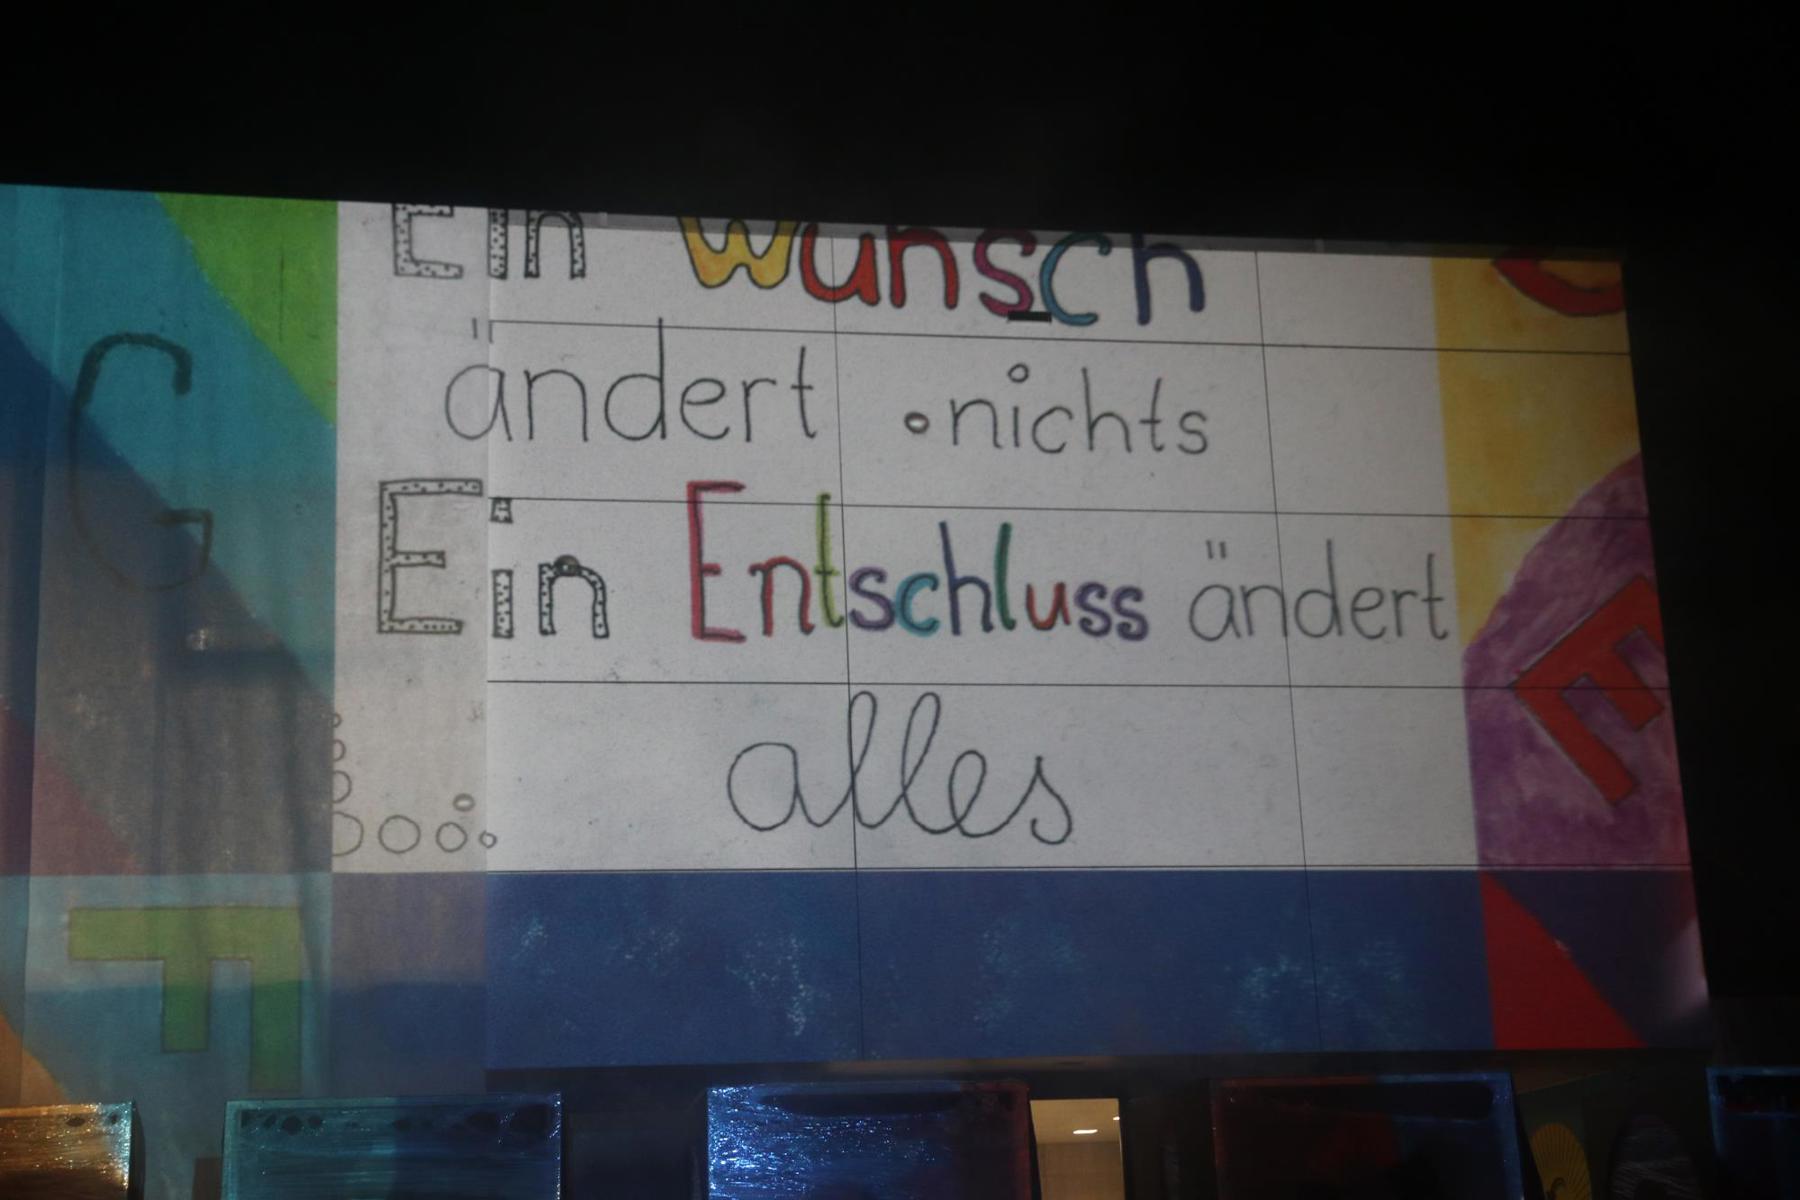 Ein Wunsch
ändert nichts
Ein Entschluss ändert
alles
G
F
E